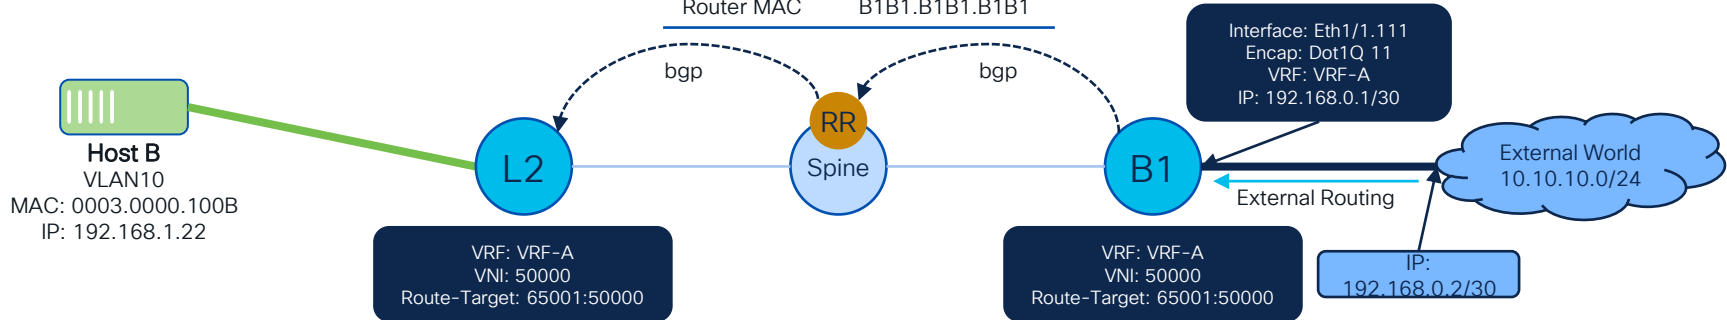 Router MAC B1B1.B1B1.B1B1
bgp
bgp
Interface: Eth1/1.111
Encap: Dot1Q 11
VRF: VRF-A
IP: 192.168.0.1/30
Host B
VLAN10
MAC: 0003.0000.100B
IP: 192.168.1.22
L2
RR
Spine
B1
External World
10.10.10.0/24
External Routing
VRF: VRF-A
VNI: 50000
Route-Target: 65001:50000
VRF: VRF-A
VNI: 50000
Route-Target: 65001:50000
IP:
192.168.0.2/30